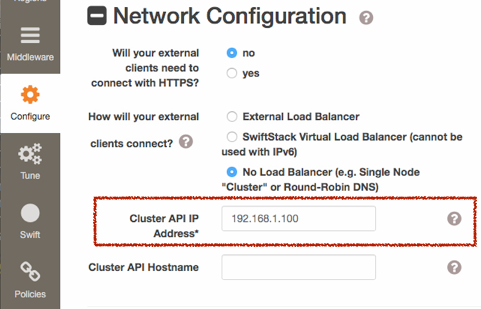 Regions
Network Configuration ?
Middleware
Will your external
clients need to
connect with HTTPS?
no
yes
Configure
How will your external
clients connect? ?
External Load Balancer
SwiftStack Virtual Load Balancer (cannot be
used with IPv6)
No Load Balancer (e.g. Single Node
"Cluster" or Round-Robin DNS)
Tune
Cluster API IP
Address*
192.168.1.100
?
Swift
Cluster API Hostname
?
Policies